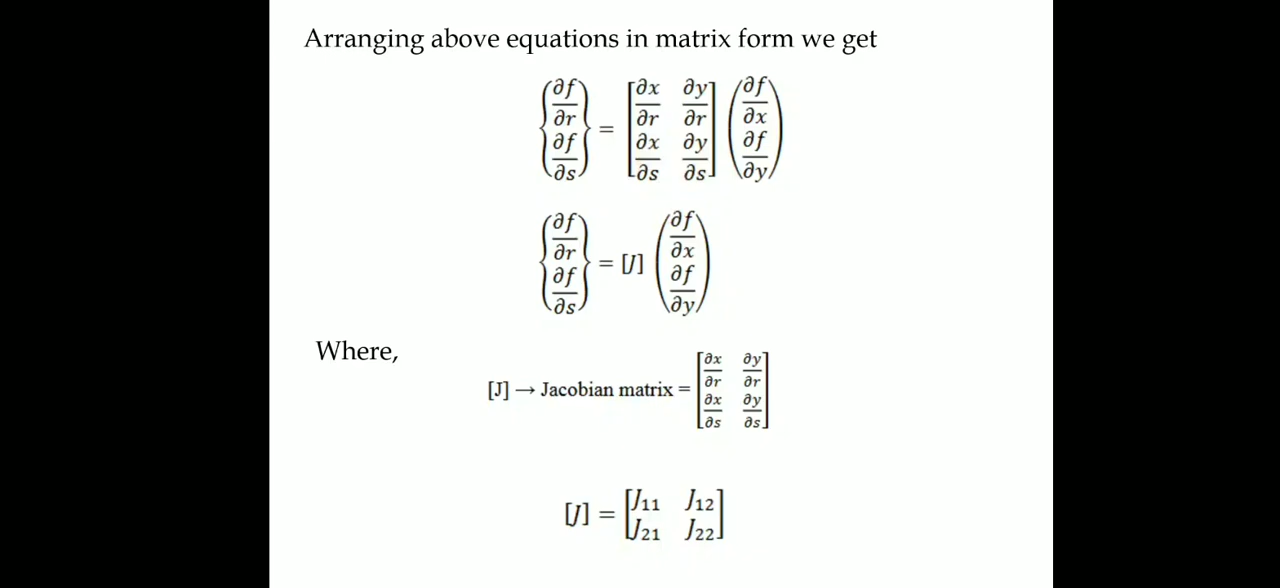 Arranging above equations in matrix form we get
{∂f/∂r ∂f/∂s} = [∂x/∂r ∂y/∂r ∂x/∂s ∂y/∂s] (∂f/∂x ∂f/∂y)
{∂f/∂r ∂f/∂s} = [J] (∂f/∂x ∂f/∂y)
Where,
[J] → Jacobian matrix = [∂x/∂r ∂y/∂r ∂x/∂s ∂y/∂s]
[J] = [J₁₁ J₁₂ J₂₁ J₂₂]